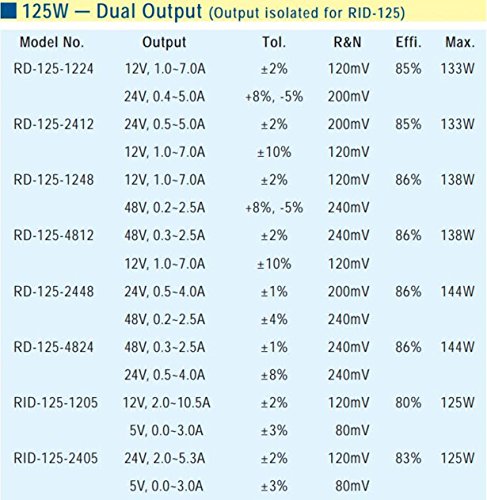 125W — Dual Output (Output isolated for RID-125)
Model No. Output Tol. R&N Effi. Max.
RD-125-1224 12V, 1.0~7.0A ±2% 120mV 85% 133W
24V, 0.4~5.0A +8%, -5% 200mV
RD-125-2412 24V, 0.5~5.0A ±2% 200mV 85% 133W
12V, 1.0~7.0A ±10% 120mV
RD-125-1248 12V, 1.0~7.0A ±2% 120mV 86% 138W
48V, 0.2~2.5A +8%, -5% 240mV
RD-125-4812 48V, 0.3~2.5A ±2% 240mV 86% 138W
12V, 1.0~7.0A ±10% 120mV
RD-125-2448 24V, 0.5~4.0A ±1% 200mV 86% 144W
48V, 0.2~2.5A ±4% 240mV
RD-125-4824 48V, 0.3~2.5A ±1% 240mV 86% 144W
24V, 0.5~4.0A ±8% 240mV
RID-125-1205 12V, 2.0~10.5A ±2% 120mV 80% 125W
5V, 0.0~3.0A ±3% 80mV
RID-125-2405 24V, 2.0~5.3A ±2% 120mV 83% 125W
5V, 0.0~3.0A ±3% 80mV